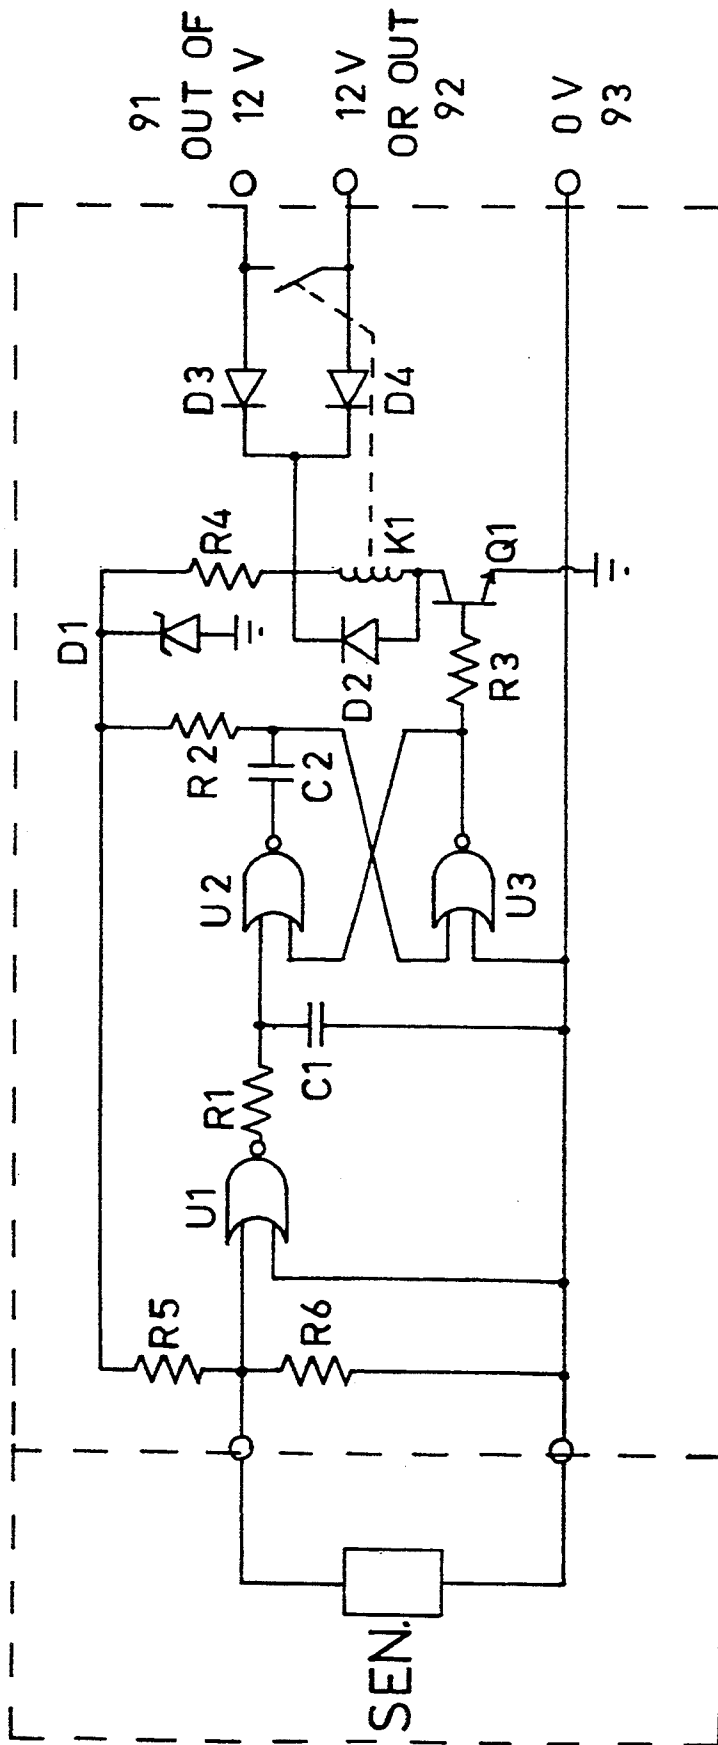 91
OUT OF
12 V
12 V
OR OUT
92
0 V
93
D3
D4
R4
K1
Q1
D1
D2
R3
R2
C2
U2
U3
R1
C1
U1
R5
R6
SEN.